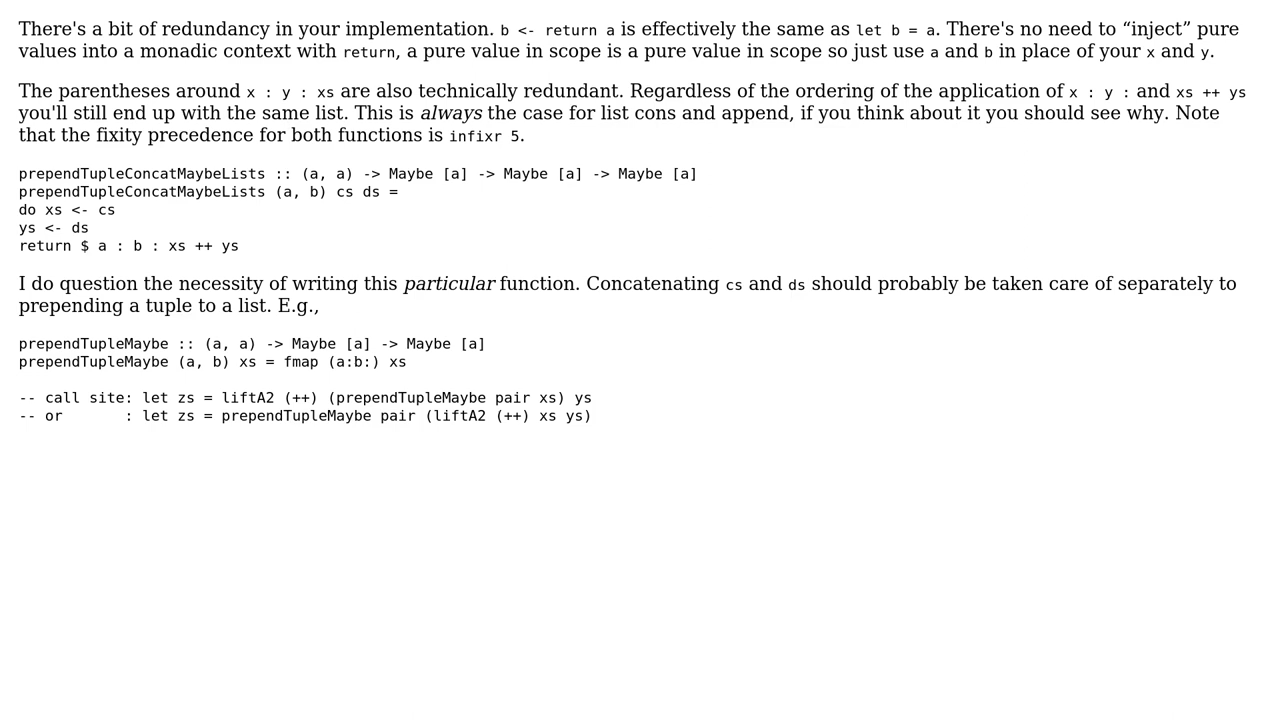 There's a bit of redundancy in your implementation. b <- return a is effectively the same as let b = a. There's no need to “inject” pure
values into a monadic context with return, a pure value in scope is a pure value in scope so just use a and b in place of your x and y.
The parentheses around x : y : xs are also technically redundant. Regardless of the ordering of the application of x : y : and xs ++ ys
you'll still end up with the same list. This is always the case for list cons and append, if you think about it you should see why. Note
that the fixity precedence for both functions is infixr 5.
prependTupleConcatMaybeLists :: (a, a) -> Maybe [a] -> Maybe [a] -> Maybe [a]
prependTupleConcatMaybeLists (a, b) cs ds =
do xs <- cs
ys <- ds
return $ a : b : xs ++ ys
I do question the necessity of writing this particular function. Concatenating cs and ds should probably be taken care of separately to
prepending a tuple to a list. E.g.,
prependTupleMaybe :: (a, a) -> Maybe [a] -> Maybe [a]
prependTupleMaybe (a, b) xs = fmap (a:b:) xs
-- call site: let zs = liftA2 (++) (prependTupleMaybe pair xs) ys
-- or       : let zs = prependTupleMaybe pair (liftA2 (++) xs ys)